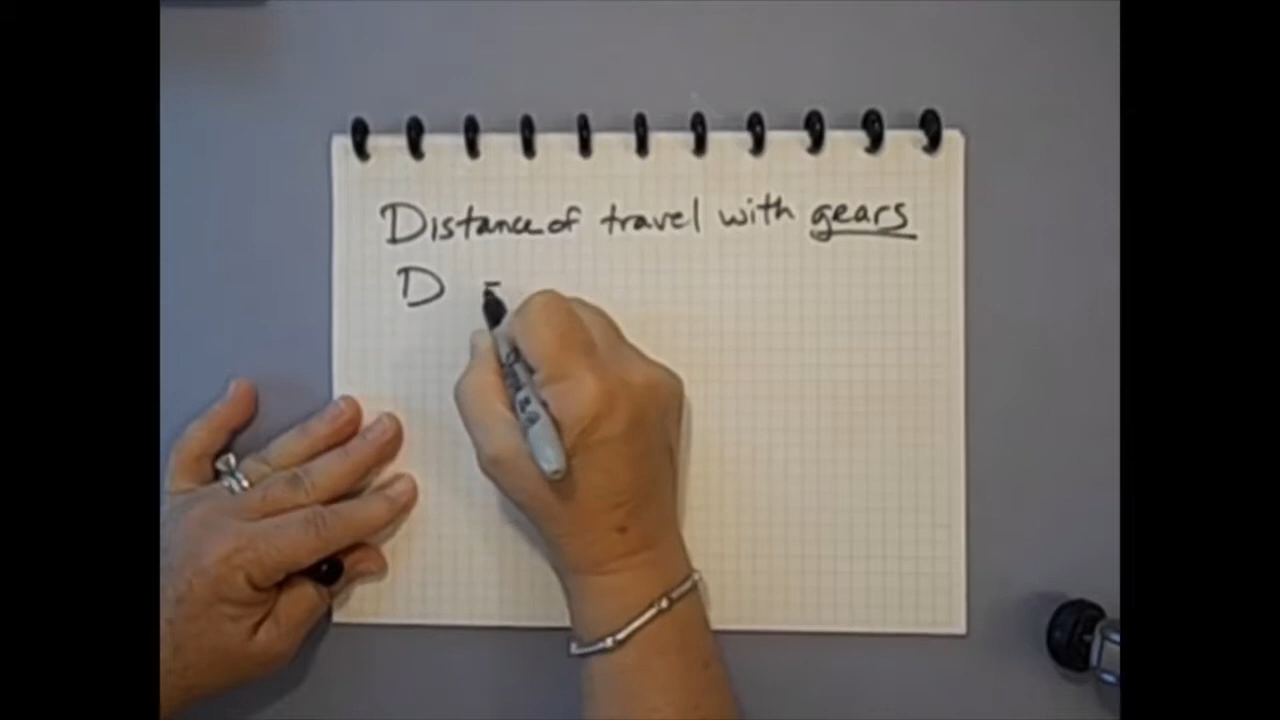 Distance of travel with gears
D =